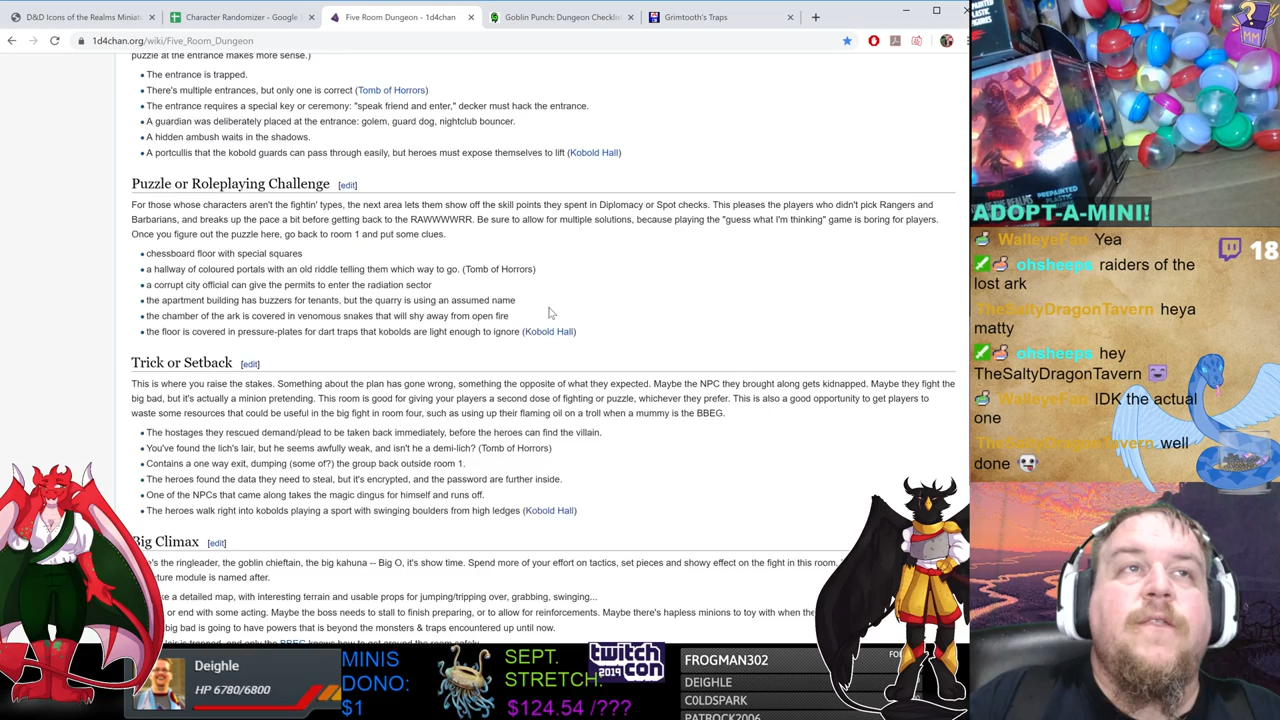 D&D Icons of the Realms Miniat
Character Randomizer - Google
Five Room Dungeon - 1d4chan
Goblin Punch: Dungeon Checklist
Grimtooth's Traps
1d4chan.org/wiki/Five_Room_Dungeon
puzzle at the entrance makes more sense.)
The entrance is trapped.
There's multiple entrances, but only one is correct (Tomb of Horrors)
The entrance requires a special key or ceremony: "speak friend and enter," decker must hack the entrance.
A guardian was deliberately placed at the entrance: golem, guard dog, nightclub bouncer.
A hidden ambush waits in the shadows.
A portcullis that the kobold guards can pass through easily, but heroes must expose themselves to lift (Kobold Hall)
Puzzle or Roleplaying Challenge [edit]
For those whose characters aren't the fightin' types, the next area lets them show off the skill points they spent in Diplomacy or Spot checks. This pleases the players who didn't pick Rangers and
Barbarians, and breaks up the pace a bit before getting back to the RAWWWWRR. Be sure to allow for multiple solutions, because playing the "guess what I'm thinking" game is boring for players.
Once you figure out the puzzle here, go back to room 1 and put some clues.
chessboard floor with special squares
a hallway of coloured portals with an old riddle telling them which way to go. (Tomb of Horrors)
a corrupt city official can give the permits to enter the radiation sector
the apartment building has buzzers for tenants, but the quarry is using an assumed name
the chamber of the ark is covered in venomous snakes that will shy away from open fire
the floor is covered in pressure-plates for dart traps that kobolds are light enough to ignore (Kobold Hall)
Trick or Setback [edit]
This is where you raise the stakes. Something about the plan has gone wrong, something the opposite of what they expected. Maybe the NPC they brought along gets kidnapped. Maybe they fight the
big bad, but it's actually a minion pretending. This room is good for giving your players a second dose of fighting or puzzle, whichever they prefer. This is also a good opportunity to get players to
waste some resources that could be useful in the big fight in room four, such as using up their flaming oil on a troll when a mummy is the BBEG.
The hostages they rescued demand/plead to be taken back immediately, before the heroes can find the villain.
You've found the lich's lair, but he seems awfully weak, and isn't he a demi-lich? (Tomb of Horrors)
Contains a one way exit, dumping (some of?) the group back outside room 1.
The heroes found the data they need to steal, but it's encrypted, and the password are further inside.
One of the NPCs that came along takes the magic dingus for himself and runs off.
The heroes walk right into kobolds playing a sport with swinging boulders from high ledges (Kobold Hall)
Big Climax [edit]
's the ringleader, the goblin chieftain, the big kahuna -- Big O, it's show time. Spend more of your effort on tactics, set pieces and showy effect on the fight in this room.
ture module is named after.
ke a detailed map, with interesting terrain and usable props for jumping/tripping over, grabbing, swinging...
or end with some acting. Maybe the boss needs to stall to finish preparing, or to allow for reinforcements. Maybe there's hapless minions to toy with when the
big bad is going to have powers that is beyond the monsters & traps encountered up until now.
lair is trapped, and only the BBEG knows how to get around the room safely
MM
ADOPT-A-MINI!
18
WalleyeFan Yea
ohsheeps raiders of the
lost ark
TheSaltyDragonTavern heya
matty
ohsheeps hey
TheSaltyDragonTavern
WalleyeFan IDK the actual
one
TheSaltyDragonTavern well
done
Deighle
HP 6780/6800
MINIS
DONO:
$1
SEPT.
STRETCH:
$124.54 /???
twitch
con
2019
FROGMAN302
FO
DEIGHLE
C0LDSPARK
PATROCK2006